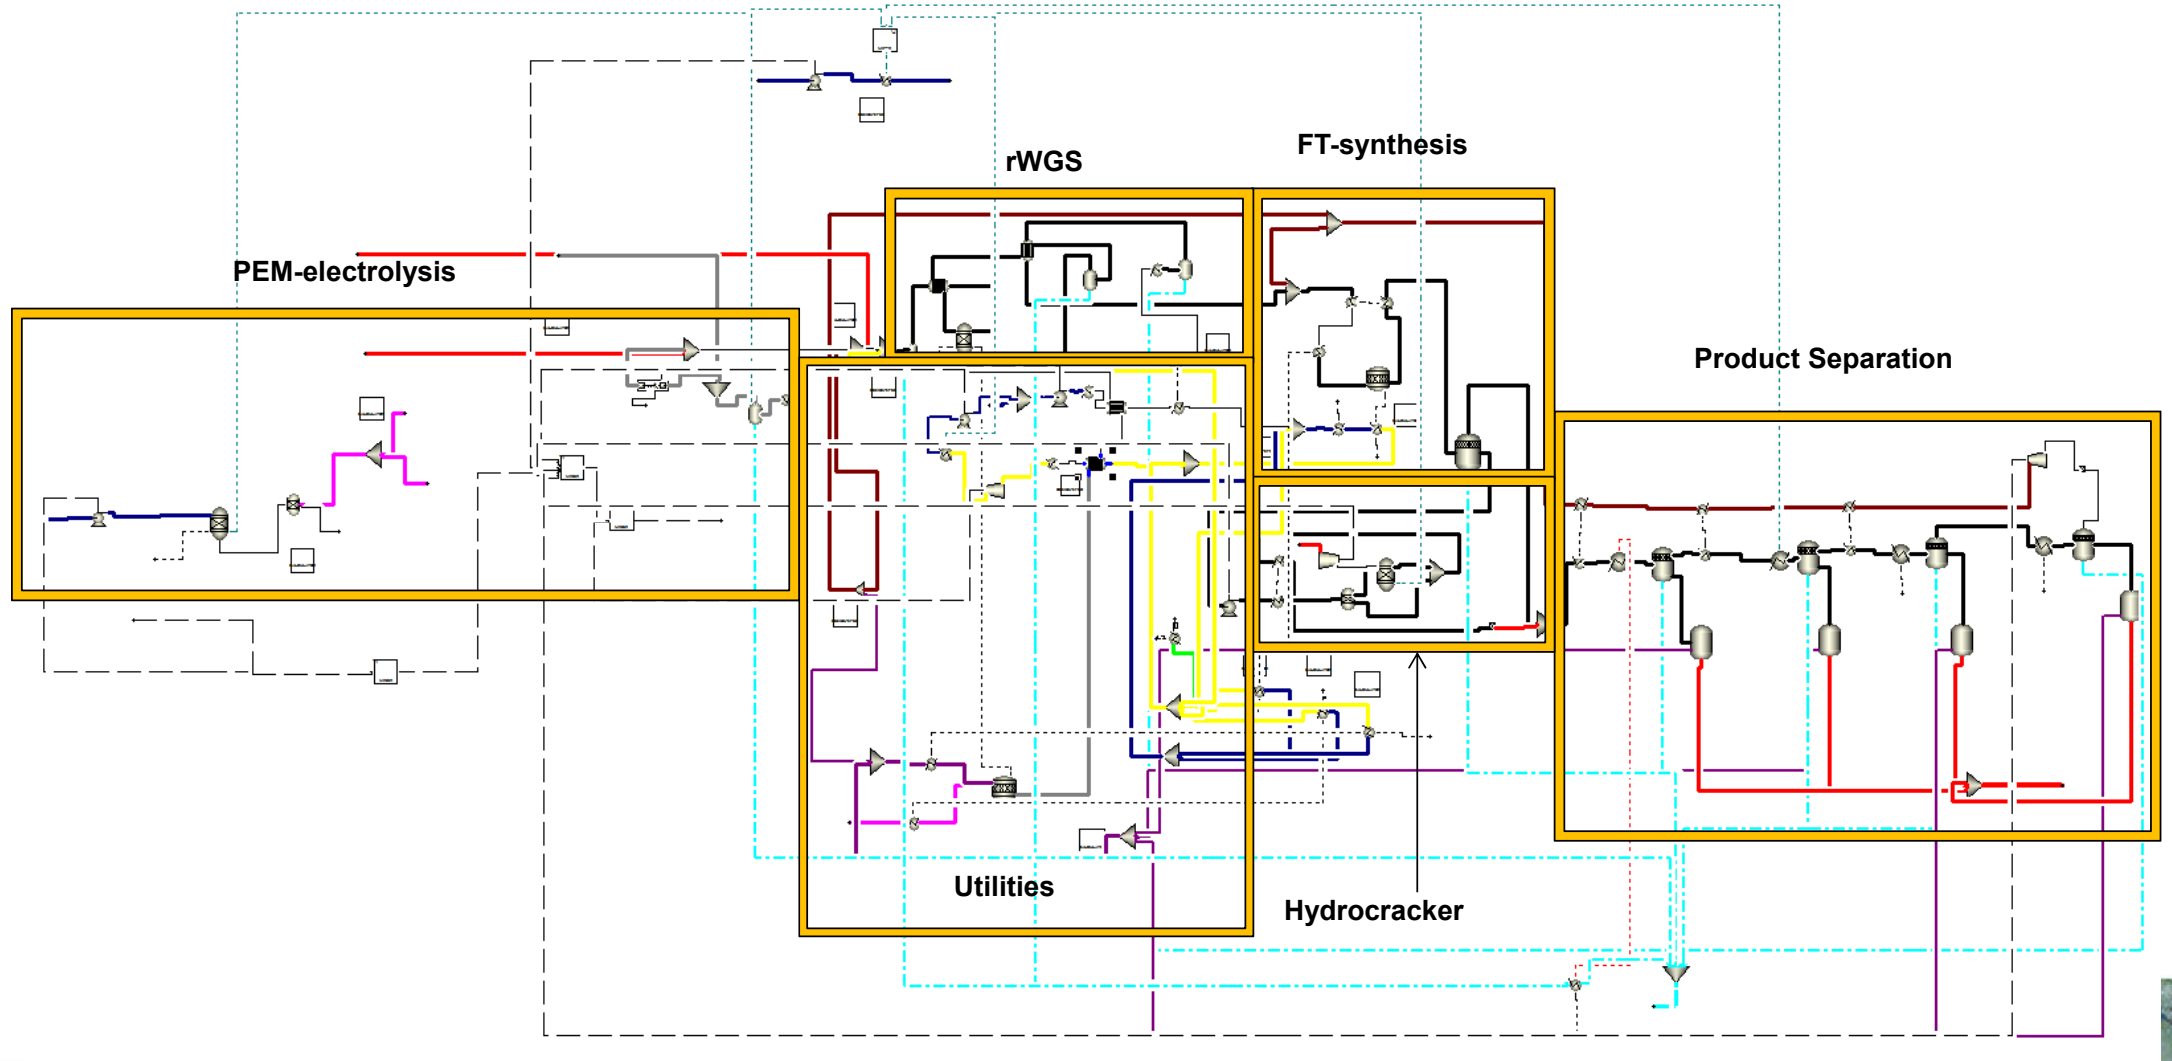 FT-synthesis
rWGS
PEM-electrolysis
Product Separation
Utilities
Hydrocracker